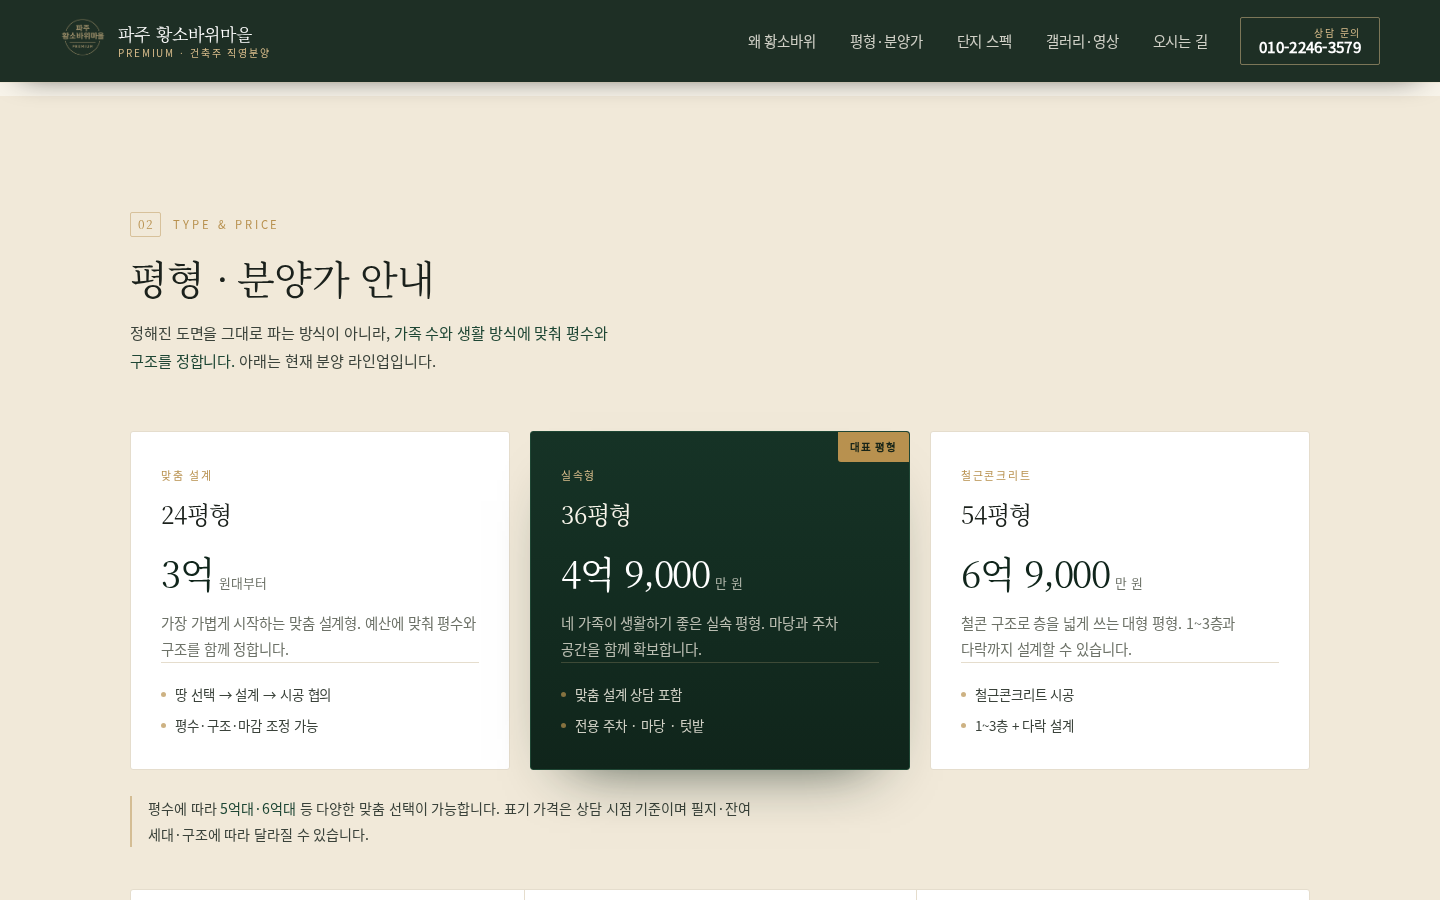 파주
황소바위마을
PREMIUM
파주 황소바위마을
PREMIUM · 건축주 직영분양
왜 황소바위
평형·분양가
단지 스펙
갤러리·영상
오시는 길
상담 문의
010-2246-3579
02
TYPE & PRICE
평형 · 분양가 안내
정해진 도면을 그대로 파는 방식이 아니라, 가족 수와 생활 방식에 맞춰 평수와
구조를 정합니다. 아래는 현재 분양 라인업입니다.
맞춤 설계
24평형
3억 원대부터
가장 가볍게 시작하는 맞춤 설계형. 예산에 맞춰 평수와
구조를 함께 정합니다.
땅 선택 → 설계 → 시공 협의
평수·구조·마감 조정 가능
대표 평형
실속형
36평형
4억 9,000 만 원
네 가족이 생활하기 좋은 실속 평형. 마당과 주차
공간을 함께 확보합니다.
맞춤 설계 상담 포함
전용 주차 · 마당 · 텃밭
철근콘크리트
54평형
6억 9,000 만 원
철콘 구조로 층을 넓게 쓰는 대형 평형. 1~3층과
다락까지 설계할 수 있습니다.
철근콘크리트 시공
1~3층 + 다락 설계
평수에 따라 5억대·6억대 등 다양한 맞춤 선택이 가능합니다. 표기 가격은 상담 시점 기준이며 필지·잔여
세대·구조에 따라 달라질 수 있습니다.